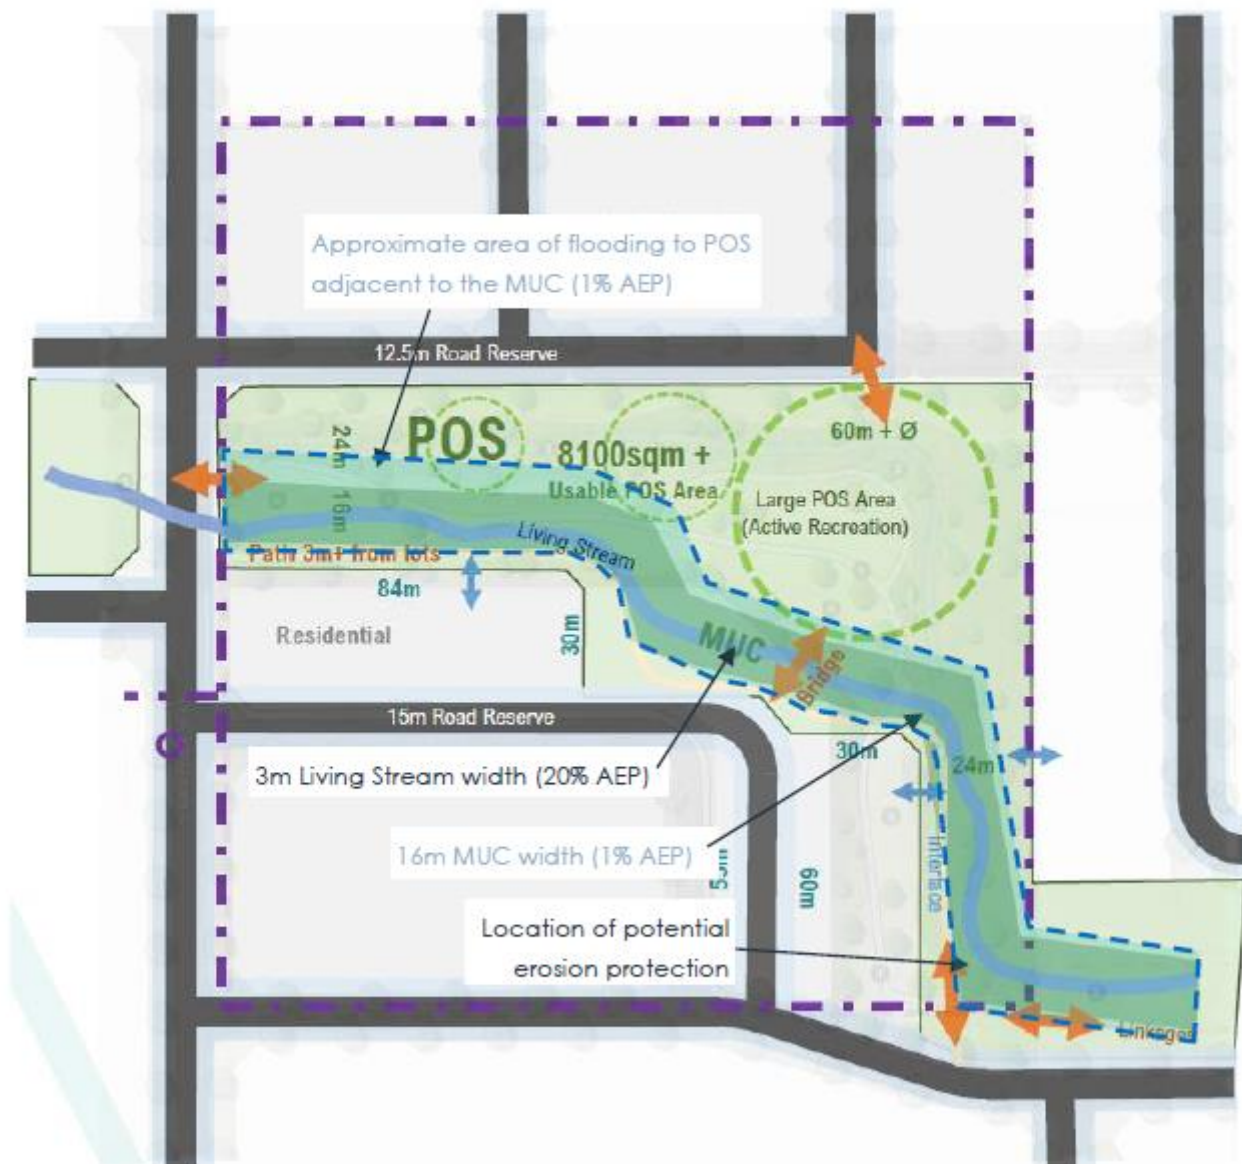 Approximate area of flooding to POS
adjacent to the MUC (1% AEP)
12.5m Road Reserve
24m
16m
POS
8100sqm +
Usable POS Area
60m + Ø
Large POS Area
(Active Recreation)
Living Stream
Path 3m+ from lots
84m
Residential
30m
MUC
Bridge
15m Road Reserve
30m
24m
3m Living Stream width (20% AEP)
16m MUC width (1% AEP)
60m
Interface
Location of potential
erosion protection
Linkages